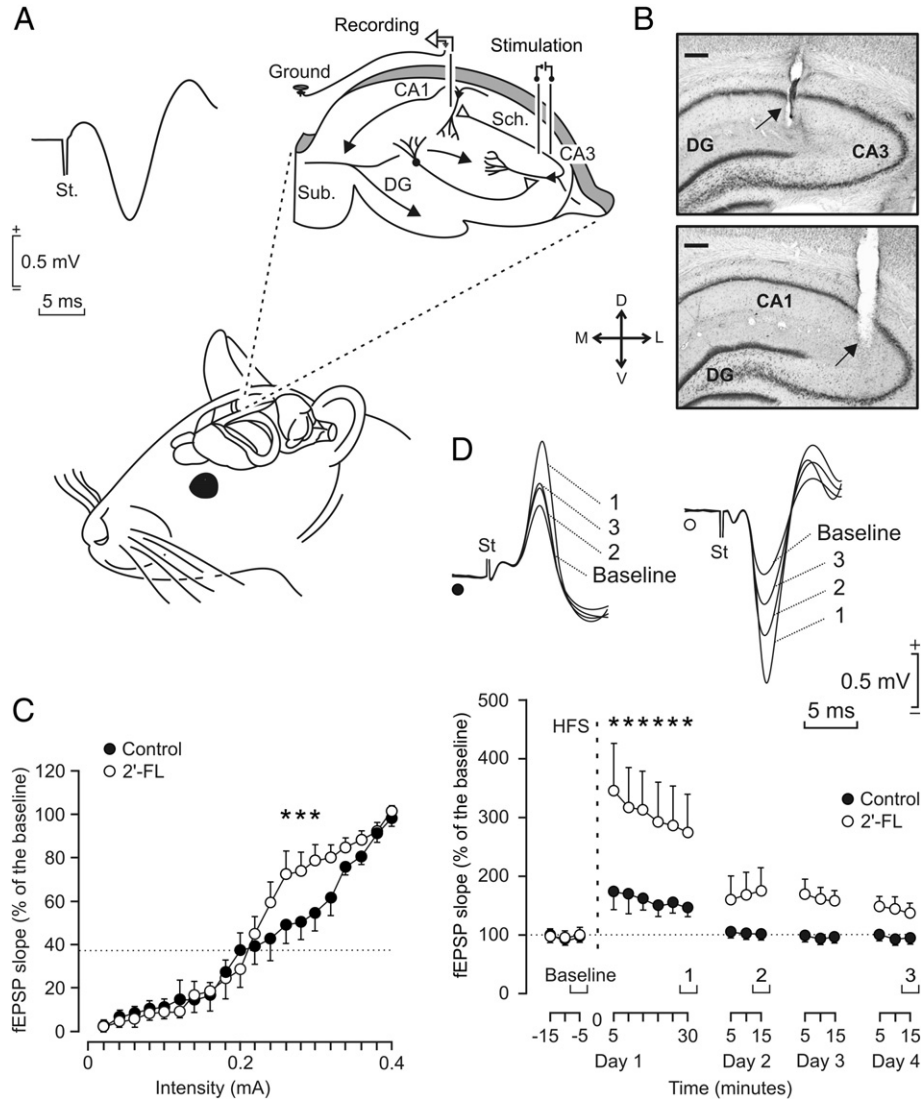 A
Recording
Stimulation
Ground
CA1
Sch.
CA3
DG
Sub.
St.
+
0.5 mV
5 ms
D
M L
V
B
DG
CA3
CA1
DG
D
St
1
3
2
Baseline
St
Baseline
3
2
1
+
0.5 mV
5 ms
C
Control
2'-FL
fEPSP slope (% of the baseline)
120
100
80
60
40
20
0
***
0 0.2 0.4
Intensity (mA)
fEPSP slope (% of the baseline)
500
400
300
200
100
0
HFS
*******
Control
2'-FL
Baseline 1 2 3
0
-15 -5 5 30 5 15 5 15 5 15
Day 1 Day 2 Day 3 Day 4
Time (minutes)